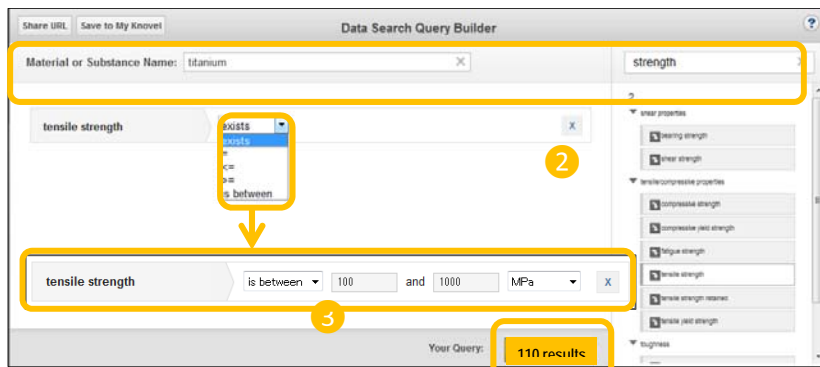 Share URL
Save to My Knovel
Data Search Query Builder
?
Material or Substance Name:
titanium
X
strength
tensile strength
exists
exists
=
<=
>=
is between
X
2
tensile strength
is between
100
and
1000
MPa
X
3
Your Query:
110 results
?
shear properties
bearing strength
shear strength
tensile/compressive properties
compressive strength
compressive yield strength
fatigue strength
tensile strength
tensile strength retained
tensile yield strength
toughness